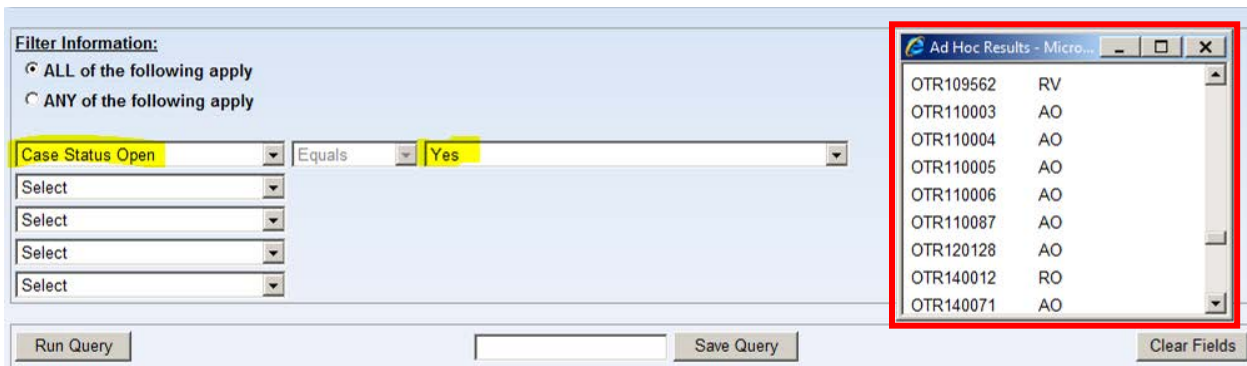 Filter Information:
ALL of the following apply
ANY of the following apply
Case Status Open Equals Yes
Select
Select
Select
Select
Run Query Save Query Clear Fields
Ad Hoc Results - Micro...
OTR109562 RV
OTR110003 AO
OTR110004 AO
OTR110005 AO
OTR110006 AO
OTR110087 AO
OTR120128 AO
OTR140012 RO
OTR140071 AO